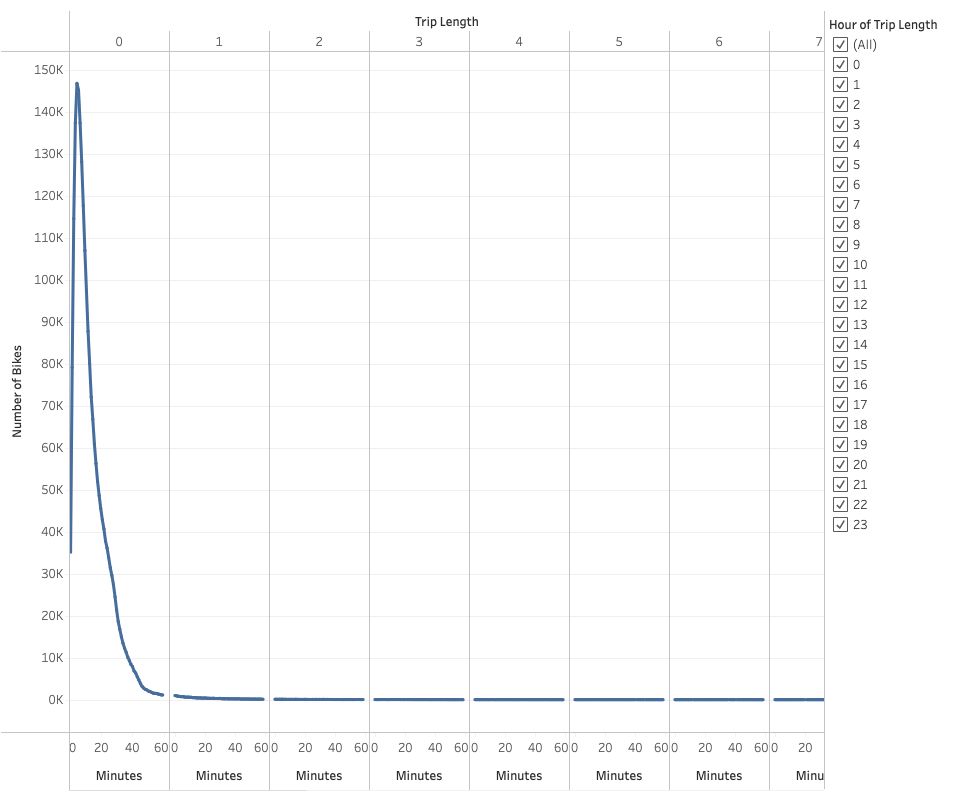 Trip Length
0 1 2 3 4 5 6 7
150K
140K
130K
120K
110K
100K
90K
80K
70K
60K
50K
40K
30K
20K
10K
0K
Number of Bikes
0 20 40 60 0 20 40 60 0 20 40 60 0 20 40 60 0 20 40 60 0 20 40 60 0 20 40 60 0 20
Minutes Minutes Minutes Minutes Minutes Minutes Minutes Minu
Hour of Trip Length
(All)
0
1
2
3
4
5
6
7
8
9
10
11
12
13
14
15
16
17
18
19
20
21
22
23